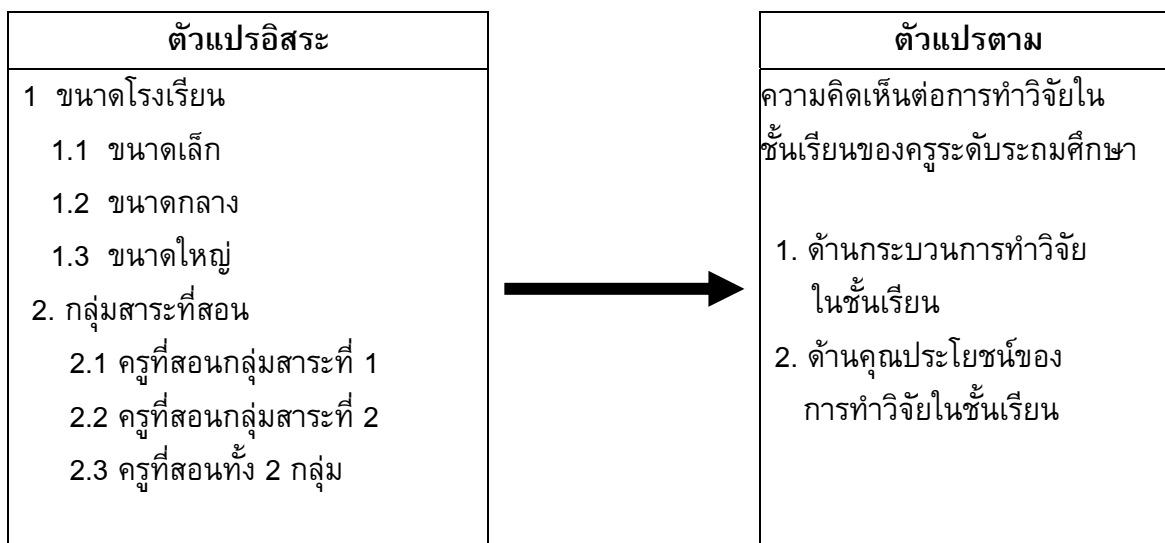 ตัวแปรอิสระ
1 ขนาดโรงเรียน
1.1 ขนาดเล็ก
1.2 ขนาดกลาง
1.3 ขนาดใหญ่
2. กลุ่มสาระที่สอน
2.1 ครูที่สอนกลุ่มสาระที่ 1
2.2 ครูที่สอนกลุ่มสาระที่ 2
2.3 ครูที่สอนทั้ง 2 กลุ่ม
ตัวแปรตาม
ความคิดเห็นต่อการทำวิจัยใน
ชั้นเรียนของครูระดับระถมศึกษา
1. ด้านกระบวนการทำวิจัย
ในชั้นเรียน
2. ด้านคุณประโยชน์ของ
การทำวิจัยในชั้นเรียน